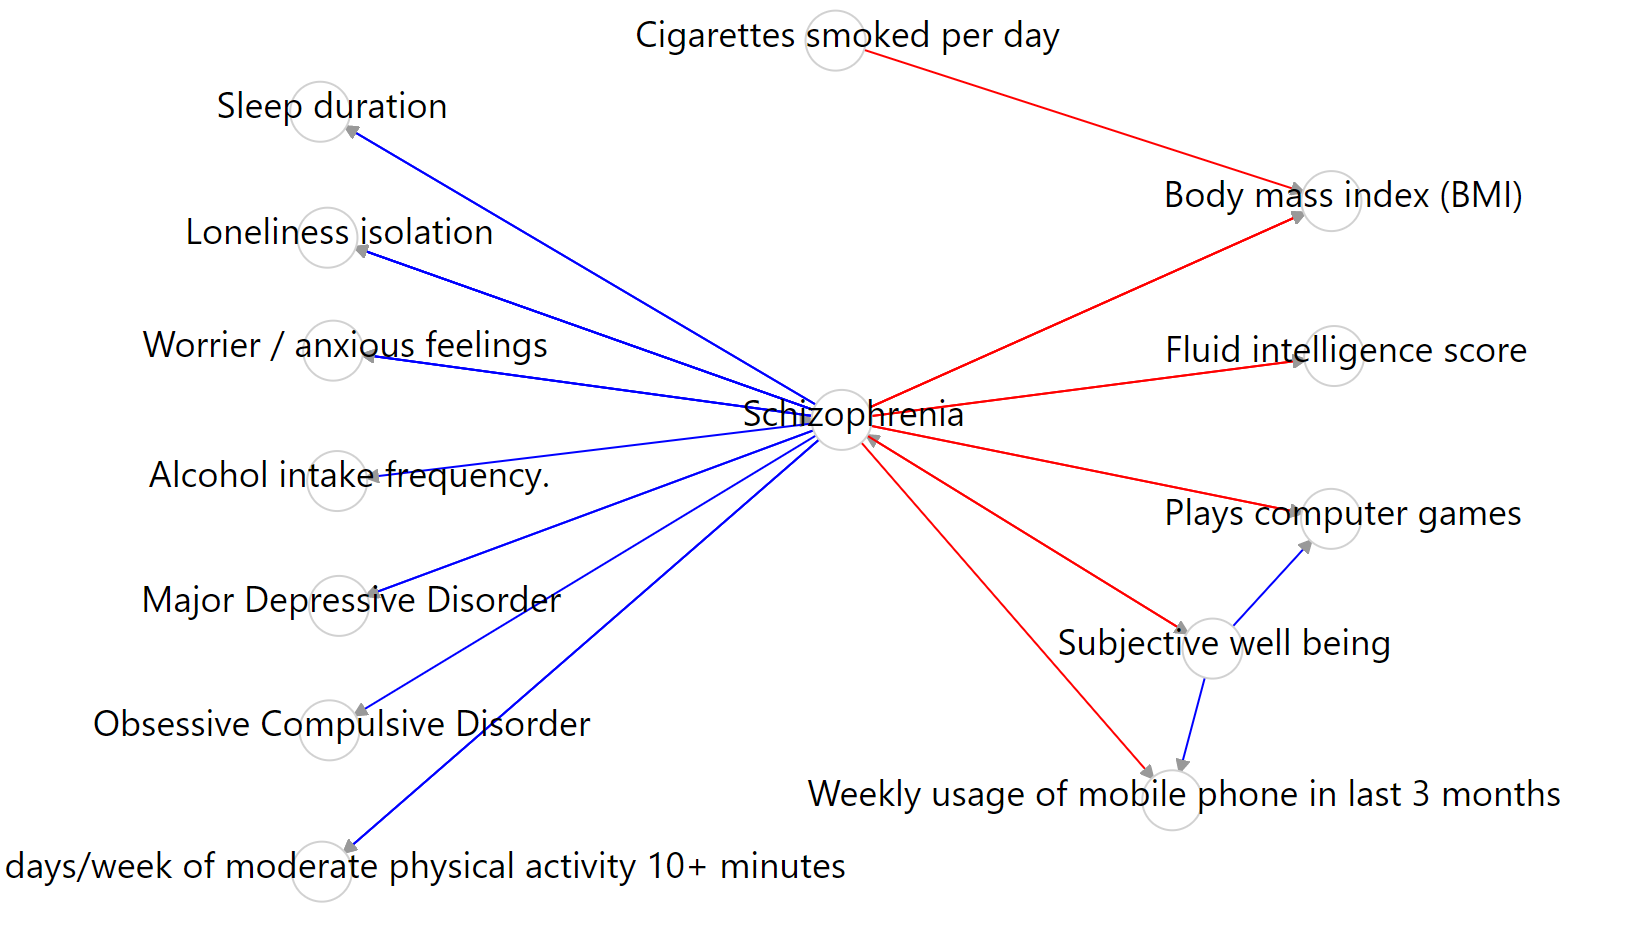 Cigarettes smoked per day
Sleep duration
Body mass index (BMI)
Loneliness isolation
Worrier / anxious feelings
Fluid intelligence score
Schizophrenia
Alcohol intake frequency.
Plays computer games
Major Depressive Disorder
Subjective well being
Obsessive Compulsive Disorder
Weekly usage of mobile phone in last 3 months
days/week of moderate physical activity 10+ minutes